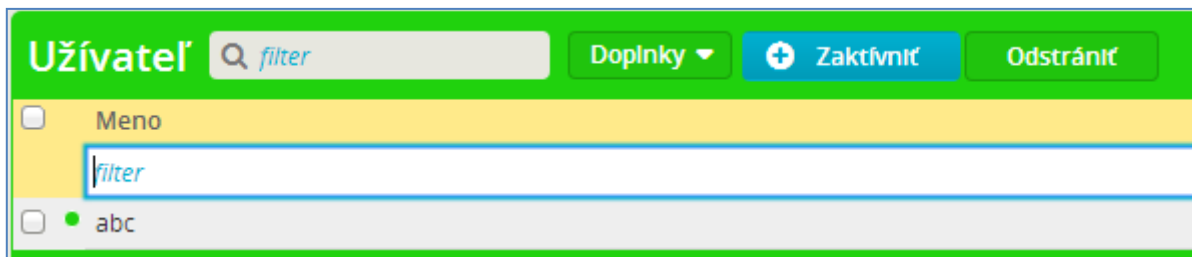 Užívateľ filter Doplnky Zaktívniť Odstrániť
Meno
filter
abc